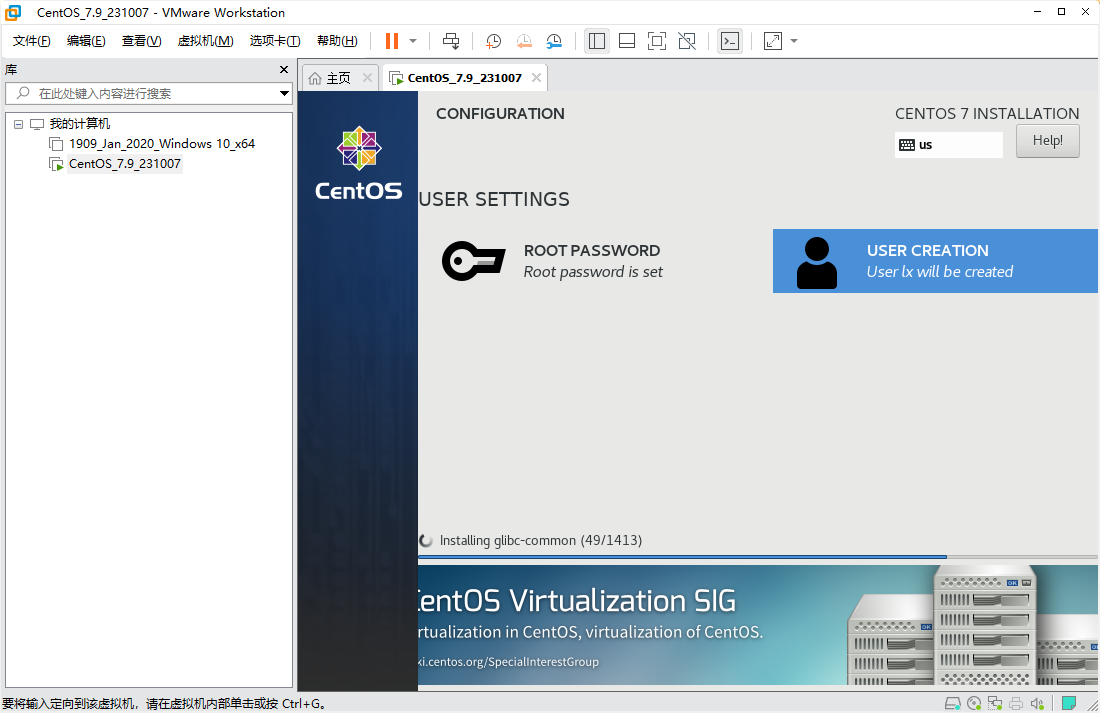 CentOS_7.9_231007 - VMware Workstation
文件(F) 编辑(E) 查看(V) 虚拟机(M) 选项卡(T) 帮助(H)
库
在此处键入内容进行搜索
我的计算机
1909_Jan_2020_Windows 10_x64
CentOS_7.9_231007
主页 CentOS_7.9_231007
CentOS
CONFIGURATION
CENTOS 7 INSTALLATION
us
Help!
USER SETTINGS
ROOT PASSWORD
Root password is set
USER CREATION
User lx will be created
Installing glibc-common (49/1413)
CentOS Virtualization SIG
rtualization in CentOS, virtualization of CentOS.
ki.centos.org/SpecialInterestGroup
要将输入定向到该虚拟机，请在虚拟机内部单击或按 Ctrl+G。